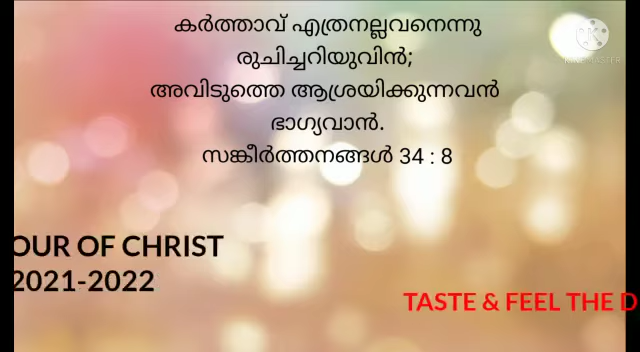 കർത്താവ് എത്രനല്ലവനെന്നു
രുചിച്ചറിയുവിൻ;
അവിടുത്തെ ആശ്രയിക്കുന്നവൻ
ഭാഗ്യവാൻ.
സങ്കീർത്തനങ്ങൾ 34 : 8
OUR OF CHRIST
2021-2022
TASTE & FEEL THE D